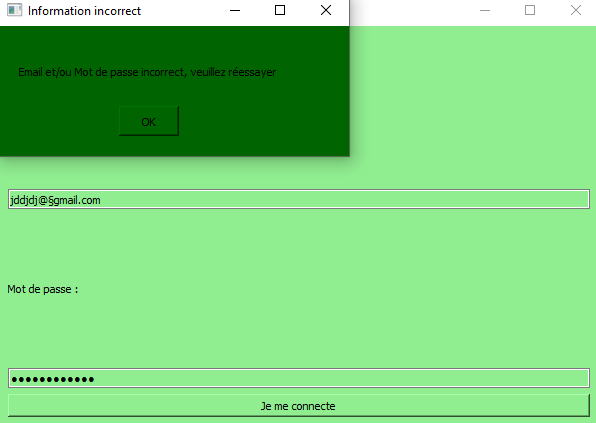 Information incorrect
Email et/ou Mot de passe incorrect, veuillez réessayer
OK
jddjdj@§gmail.com
Mot de passe :
●●●●●●●●●●●●
Je me connecte